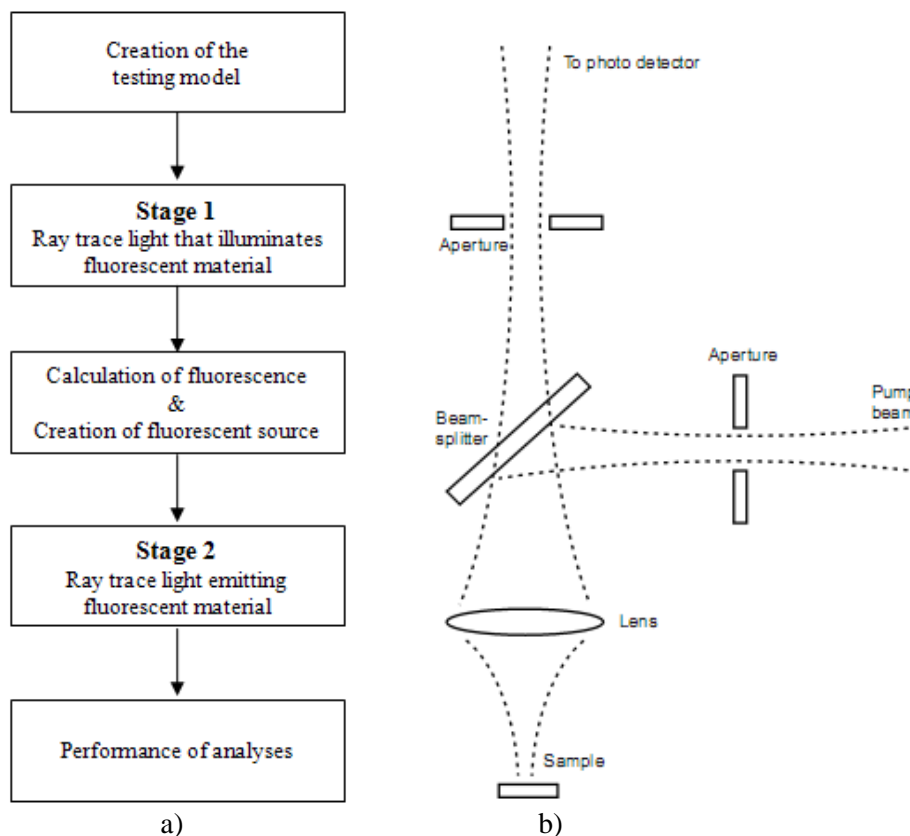 Creation of the
testing model
Stage 1
Ray trace light that illuminates
fluorescent material
Calculation of fluorescence
&
Creation of fluorescent source
Stage 2
Ray trace light emitting
fluorescent material
Performance of analyses
a)
To photo detector
Aperture
Aperture
Pump
beam
Beam-
splitter
Lens
Sample
b)